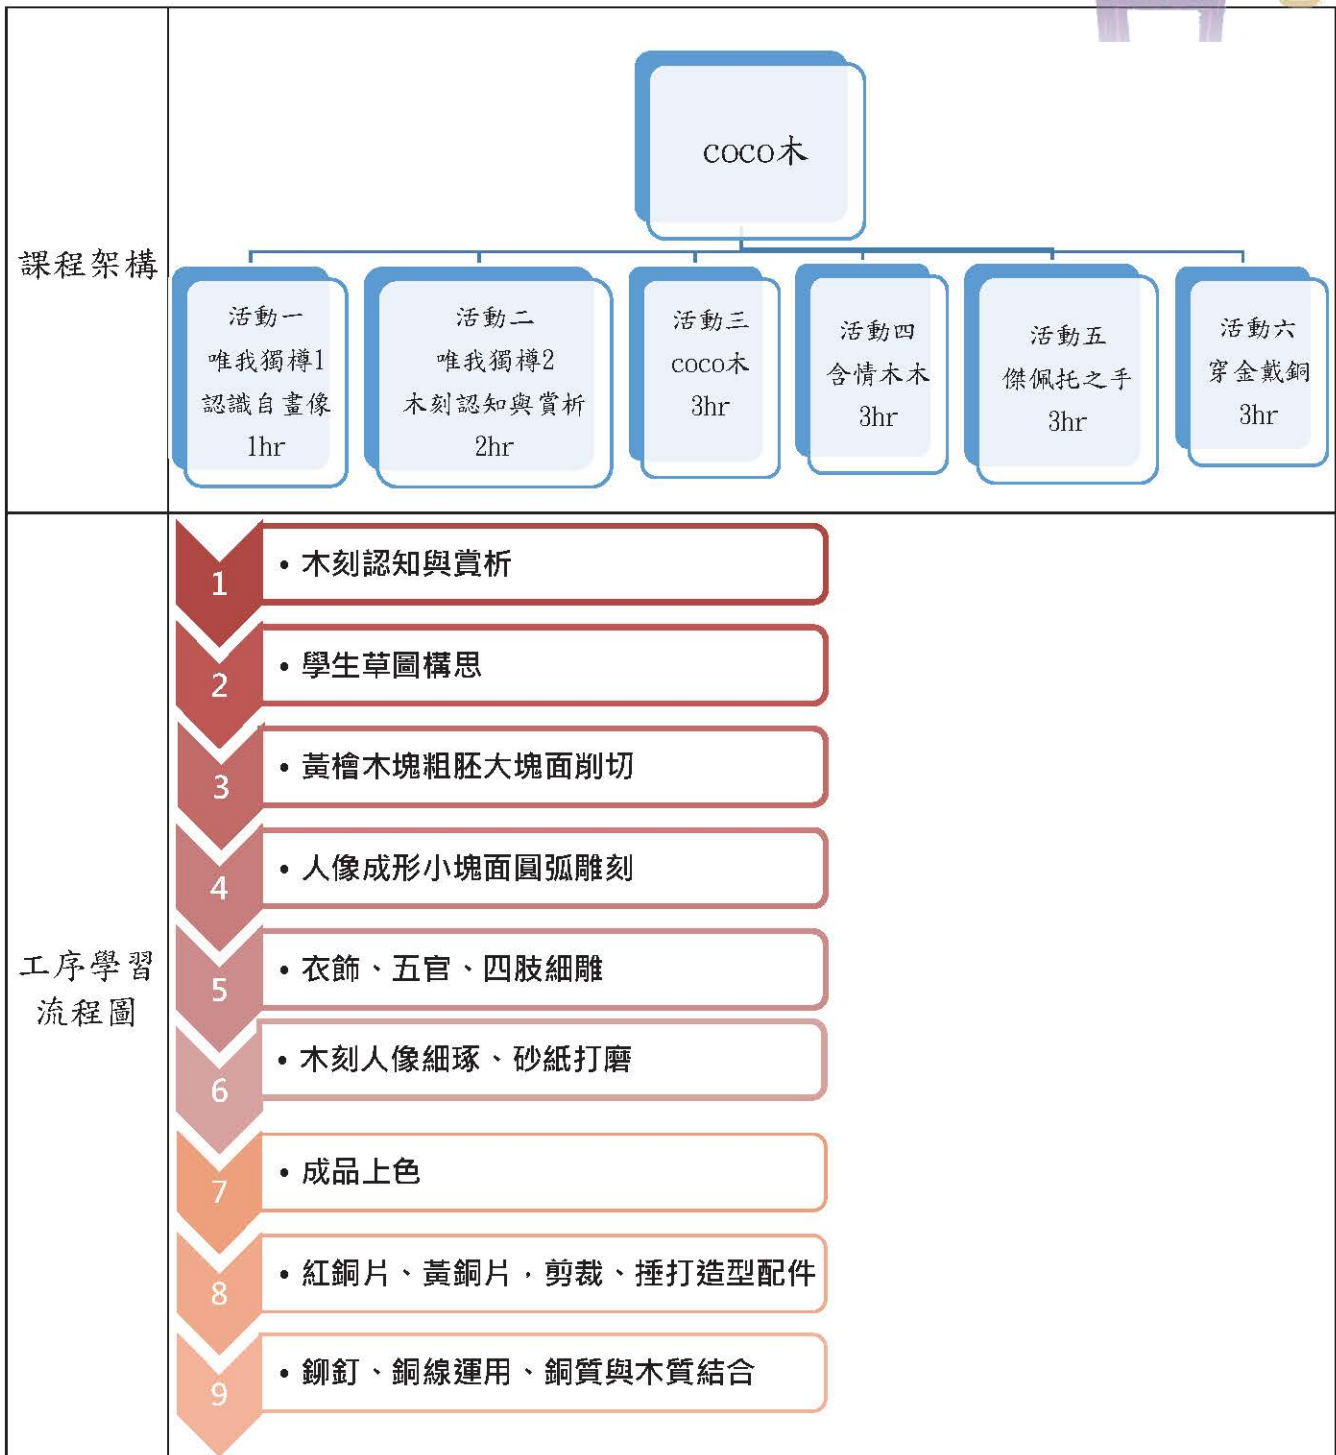 課程架構
coco木
活動一
唯我獨樽1
認識自畫像
1hr
活動二
唯我獨樽2
木刻認知與賞析
2hr
活動三
coco木
3hr
活動四
含情木木
3hr
活動五
傑佩托之手
3hr
活動六
穿金戴銅
3hr
工序學習
流程圖
1
• 木刻認知與賞析
2
• 學生草圖構思
3
• 黃檜木塊粗胚大塊面削切
4
• 人像成形小塊面圓弧雕刻
5
• 衣飾、五官、四肢細雕
6
• 木刻人像細琢、砂紙打磨
7
• 成品上色
8
• 紅銅片、黃銅片，剪裁、捶打造型配件
9
• 鉚釘、銅線運用、銅質與木質結合